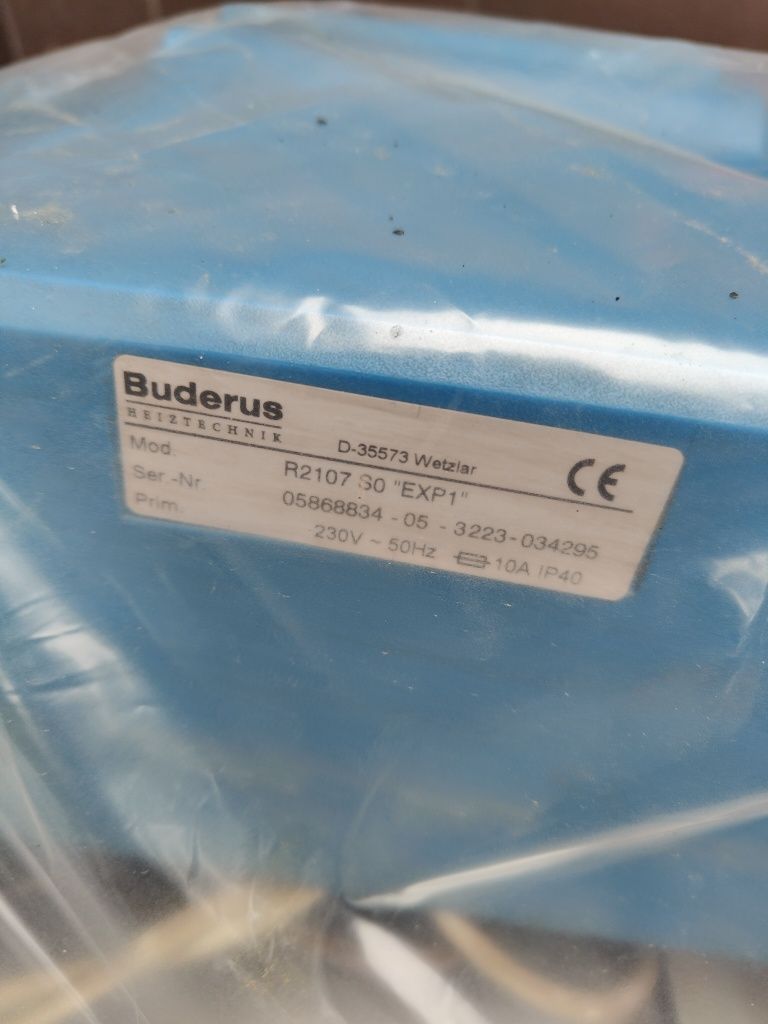 Buderus
HEIZTECHNIK
D-35573 Wetzlar
CE
Mod. R2107 S0 "EXP1"
Ser.-Nr. 05868834 - 05 - 3223-034295
Prim. 230V ~ 50Hz 10A IP40